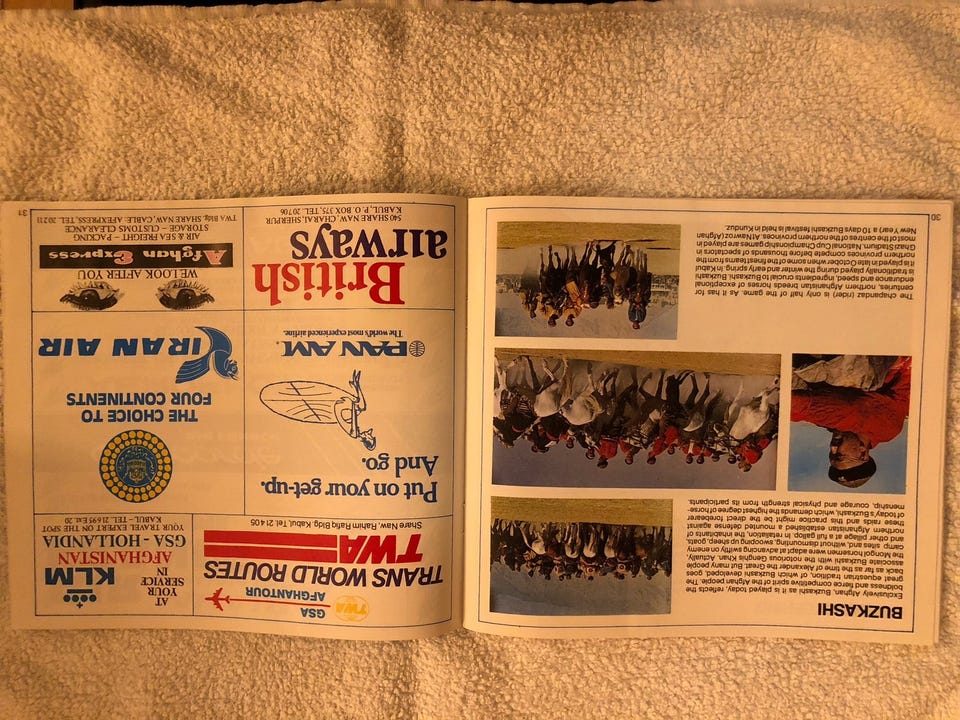 BUZKASHI
Exclusively Afghan, Buzkashi as it is played today, reflects the
boldness and fierce competitive spirit of the Afghan people. The
great equestrian tradition, of which Buzkashi developed, goes
back as far as the time of Alexander the Great. But many people
associate Buzkashi with the notorious Genghis Khan. Actually,
the Mongol horsemen were adept at advancing swiftly on enemy
camp sites and, without dismounting, swooping up sheep, goats,
and other pillage at a full gallop. In retaliation, the inhabitants of
northern Afghanistan established a mounted defense against
these raids and this practice might be the direct forebearer
of today Buzkashi, which demands the highest degree of horse-
manship, courage and physical strength from its participants.
The chapandaz (rider) is only half of the game. As it has for
centuries, northern Afghanistan breeds horses of exceptional
endurance and speed, ingredients crucial to Buzkashi. Buzkashi
is traditionally played during the winter and early spring. In Kabul,
it is played in late October when some of the finest teams from the
northern provinces compete before thousands of spectators in
Ghazi Stadium. National Cup Championship games are played in
most of the centres of the northern provinces. At Nawroz (Afghan
New Year) a 10 days Buzkashi festival is held in Kunduz.
30
GSA
AFGHANTOUR
TWA
TRANS WORLD ROUTES
TWA
Share Naw, Rahimi Rafi Bldg, Kabul, Tel. 21 4 05
AT
YOUR
SERVICE
IN
KLM
AFGHANISTAN
GSA - HOLLANDIA
YOUR TRAVEL EXPERT ON THE SPOT
KABUL – TEL. 21695 Ext. 20
Put on your get-up.
And go.
PAN AM®
The world's most experienced airline.
THE CHOICE TO
FOUR CONTINENTS
IRAN AIR
British
airways
540 SHARE NAW, CHARAI, SHERPUR
KABUL, P. O. BOX 375, TEL. 20706
WE LOOK AFTER YOU
Afghan Express
AIR & SEA FREIGHT - PACKING
STORAGE – CUSTOMS CLEARANCE
TWA Bldg, SHARE NAW, CABLE: AFEXPRESS, TEL. 20231
31